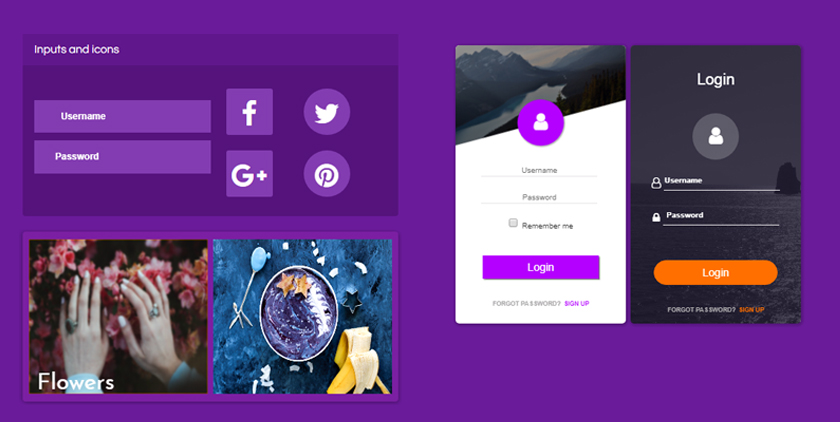 Inputs and icons
Username
Password
f
G+
Flowers
Username
Password
Remember me
Login
FORGOT PASSWORD? SIGN UP
Login
Username
Password
Login
FORGOT PASSWORD? SIGN UP